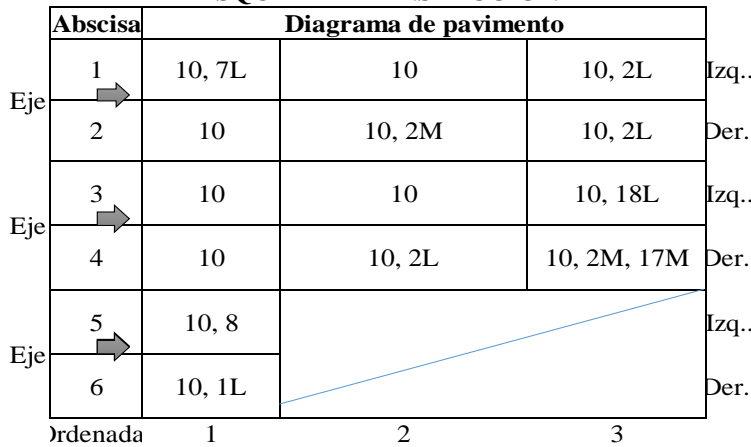 Abscisa Diagrama de pavimento
1 10, 7L 10 10, 2L Izq..
Eje
2 10 10, 2M 10, 2L Der.
3 10 10 10, 18L Izq..
Eje
4 10 10, 2L 10, 2M, 17M Der.
5 10, 8 Izq..
Eje
6 10, 1L Der.
Ordenada 1 2 3